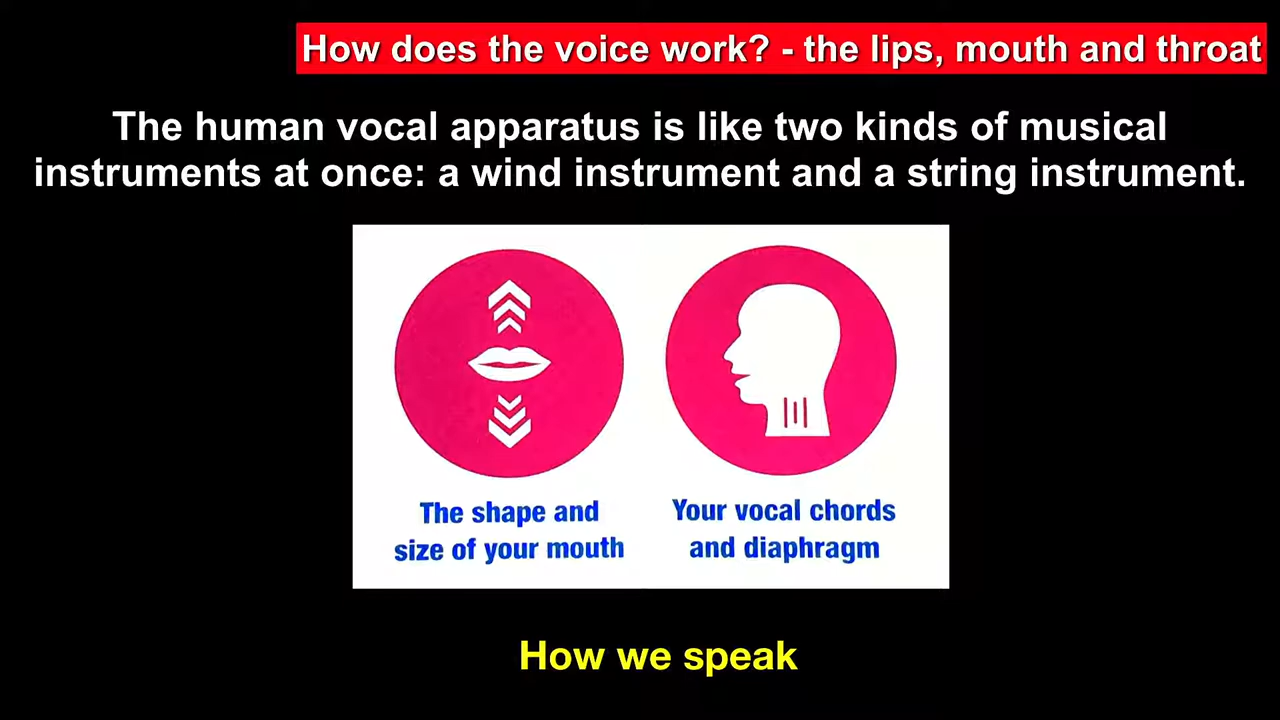 How does the voice work? - the lips, mouth and throat
The human vocal apparatus is like two kinds of musical
instruments at once: a wind instrument and a string instrument.
The shape and
size of your mouth
Your vocal chords
and diaphragm
How we speak